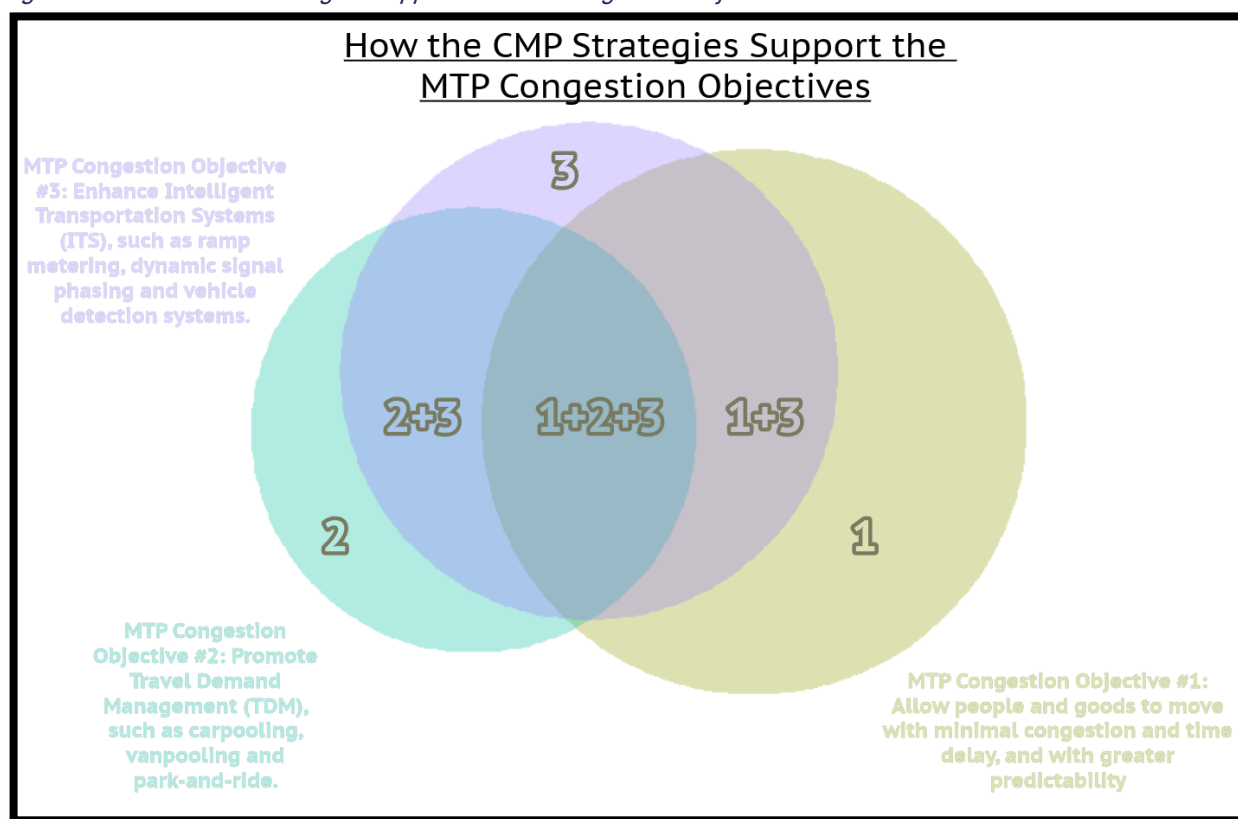 How the CMP Strategies Support the
MTP Congestion Objectives
3
MTP Congestion Objective
#3: Enhance Intelligent
Transportation Systems
(ITS), such as ramp
metering, dynamic signal
phasing and vehicle
detection systems.
2+3
1+2+3
1+3
2
1
MTP Congestion
Objective #2: Promote
Travel Demand
Management (TDM),
such as carpooling,
vanpooling and
park-and-ride.
MTP Congestion Objective #1:
Allow people and goods to move
with minimal congestion and time
delay, and with greater
predictability